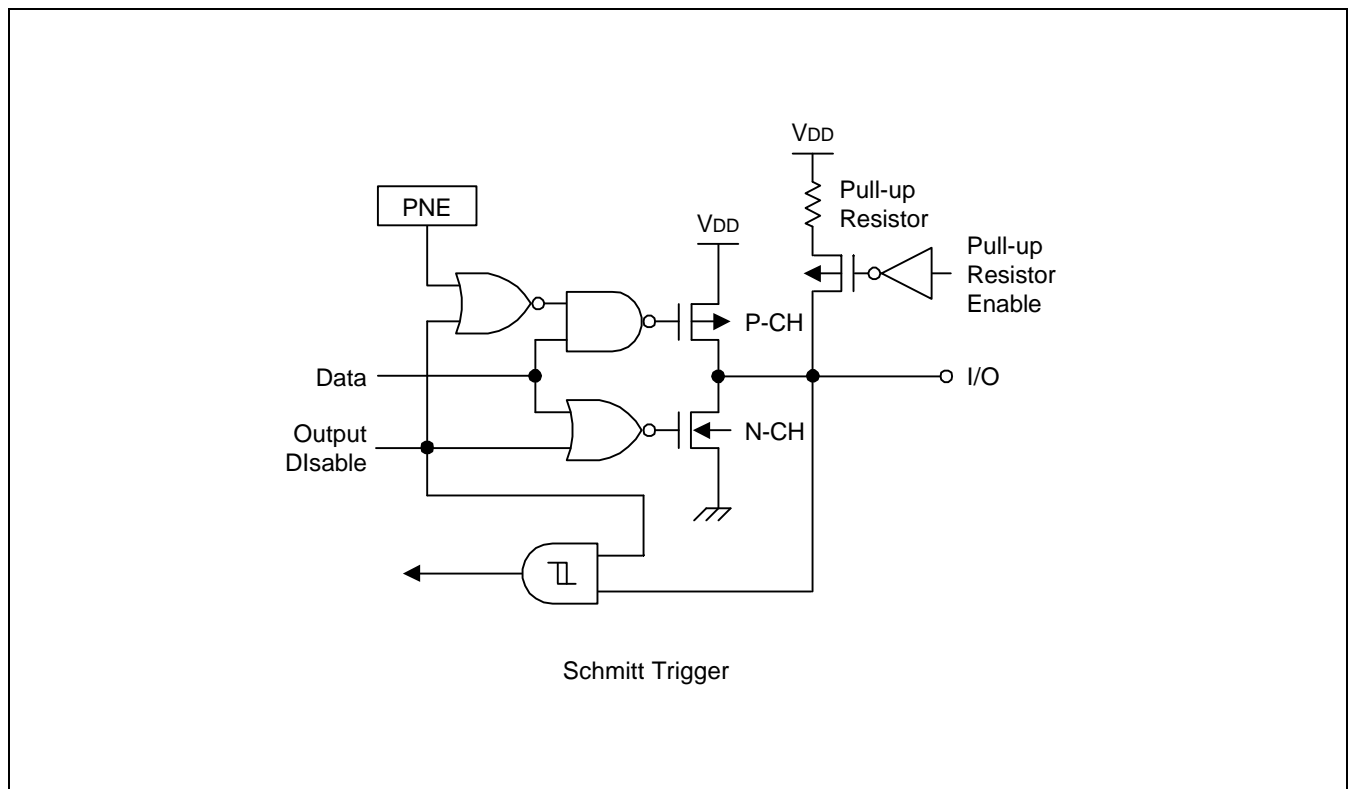 VDD
Pull-up
Resistor
PNE
VDD
Pull-up
Resistor
Enable
P-CH
Data
I/O
Output
DIsable
N-CH
Schmitt Trigger